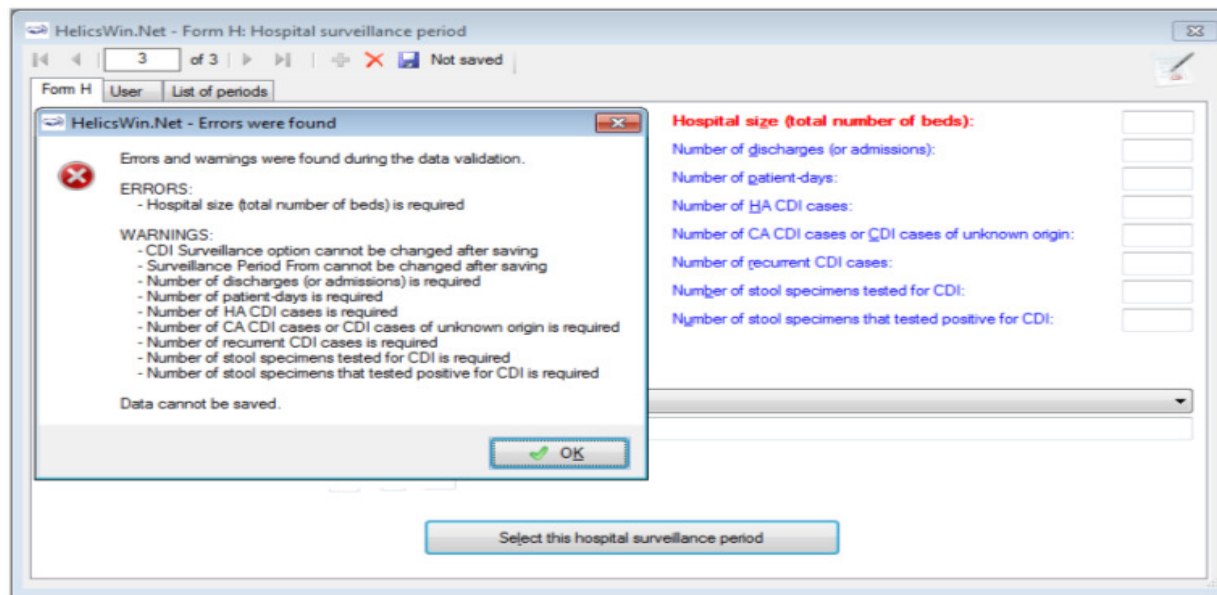 HelicsWin.Net - Form H: Hospital surveillance period
3 of 3 Not saved
Form H User List of periods
HelicsWin.Net - Errors were found
Errors and warnings were found during the data validation.
ERRORS:
- Hospital size (total number of beds) is required
WARNINGS:
- CDI Surveillance option cannot be changed after saving
- Surveillance Period From cannot be changed after saving
- Number of discharges (or admissions) is required
- Number of patient-days is required
- Number of HA CDI cases is required
- Number of CA CDI cases or CDI cases of unknown origin is required
- Number of recurrent CDI cases is required
- Number of stool specimens tested for CDI is required
- Number of stool specimens that tested positive for CDI is required
Data cannot be saved.
OK
Hospital size (total number of beds):
Number of discharges (or admissions):
Number of patient-days:
Number of HA CDI cases:
Number of CA CDI cases or CDI cases of unknown origin:
Number of recurrent CDI cases:
Number of stool specimens tested for CDI:
Number of stool specimens that tested positive for CDI:
Select this hospital surveillance period